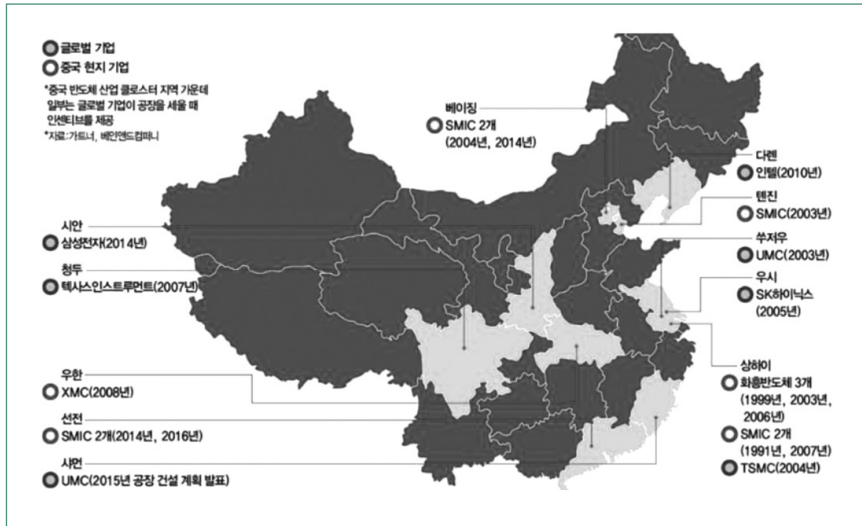 글로벌 기업
중국 현지 기업
*중국 반도체 산업 클로스터 지역 가운데
일부는 글로벌 기업이 공장을 세울 때
인센티브를 제공
*자료:가트너, 베인앤드컴퍼니
베이징
SMIC 2개
(2004년, 2014년)
다롄
인텔(2010년)
톈진
SMIC(2003년)
쑤저우
UMC(2003년)
우시
SK하이닉스
(2005년)
상하이
화홍반도체 3개
(1999년, 2003년,
2006년)
SMIC 2개
(1991년, 2007년)
TSMC(2004년)
시안
삼성전자(2014년)
청두
텍사스인스트루먼트(2007년)
우한
XMC(2008년)
선전
SMIC 2개(2014년, 2016년)
샤먼
UMC(2015년 공장 건설 계획 발표)